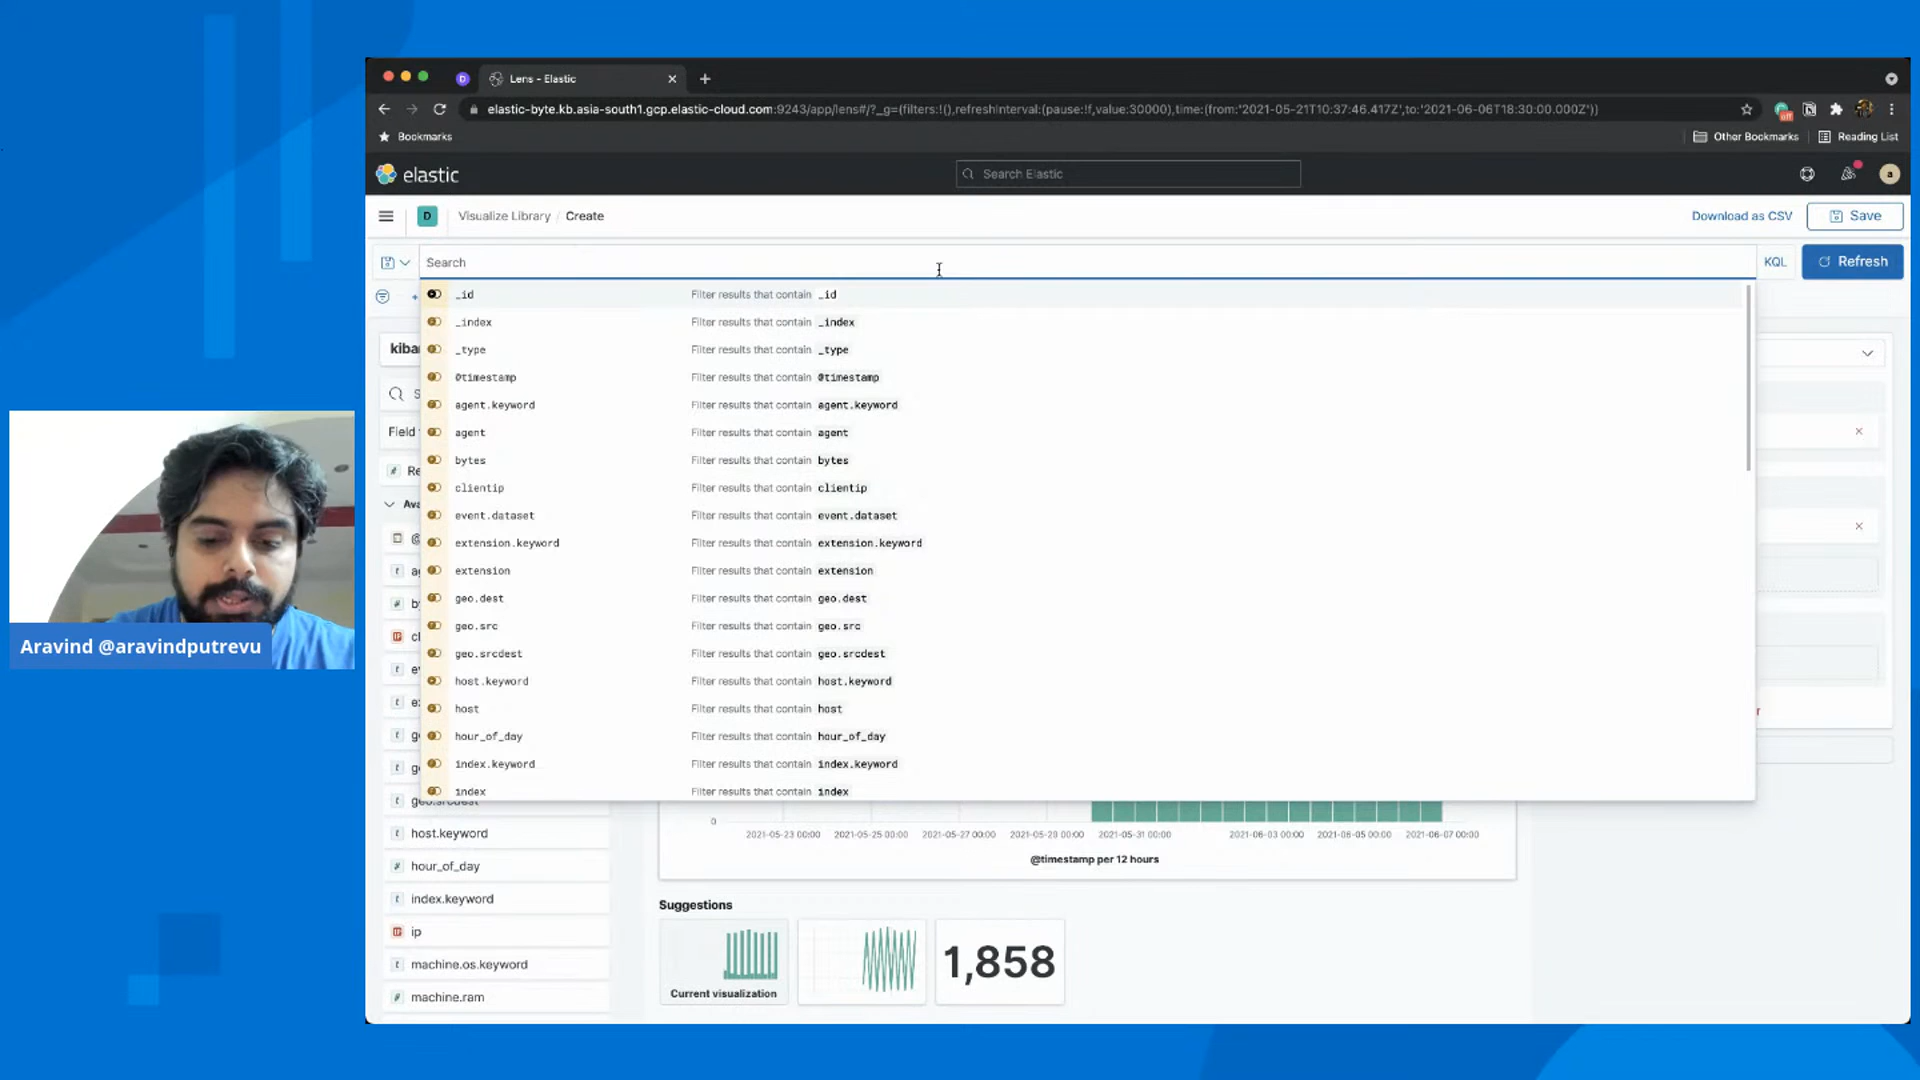 D
Lens - Elastic
elastic-byte.kb.asia-south1.gcp.elastic-cloud.com:9243/app/lens#/?_g=(filters:!(),refreshInterval:(pause:!f,value:30000),time:(from:'2021-05-21T10:37:46.417Z',to:'2021-06-06T18:30:00.000Z'))
off
Bookmarks
Other Bookmarks
Reading List
elastic
Search Elastic
a
D
Visualize Library / Create
Download as CSV
Save
Search
KQL
Refresh
_id Filter results that contain _id
_index Filter results that contain _index
_type Filter results that contain _type
@timestamp Filter results that contain @timestamp
agent.keyword Filter results that contain agent.keyword
agent Filter results that contain agent
bytes Filter results that contain bytes
clientip Filter results that contain clientip
event.dataset Filter results that contain event.dataset
extension.keyword Filter results that contain extension.keyword
extension Filter results that contain extension
geo.dest Filter results that contain geo.dest
geo.src Filter results that contain geo.src
geo.srcdest Filter results that contain geo.srcdest
host.keyword Filter results that contain host.keyword
host Filter results that contain host
hour_of_day Filter results that contain hour_of_day
index.keyword Filter results that contain index.keyword
index Filter results that contain index
Field
geo.srcdest
host.keyword
hour_of_day
index.keyword
ip
machine.os.keyword
machine.ram
0
2021-05-23 00:00 2021-05-25 00:00 2021-05-27 00:00 2021-05-29 00:00 2021-05-31 00:00 2021-06-03 00:00 2021-06-05 00:00 2021-06-07 00:00
@timestamp per 12 hours
Suggestions
Current visualization
1,858
Aravind @aravindputrevu